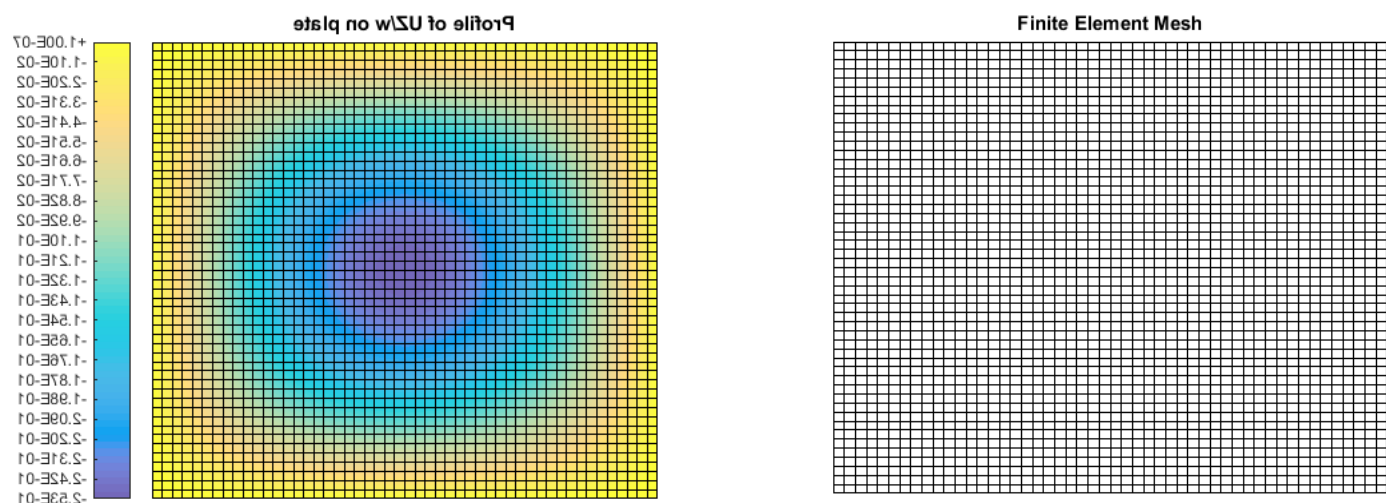 Profile of UZ/w on plate
+1.00E-07
-1.10E-02
-2.20E-02
-3.31E-02
-4.41E-02
-5.51E-02
-6.61E-02
-7.71E-02
-8.82E-02
-9.92E-02
-1.10E-01
-1.21E-01
-1.32E-01
-1.43E-01
-1.54E-01
-1.65E-01
-1.76E-01
-1.87E-01
-1.98E-01
-2.09E-01
-2.20E-01
-2.31E-01
-2.42E-01
-2.53E-01
Finite Element Mesh